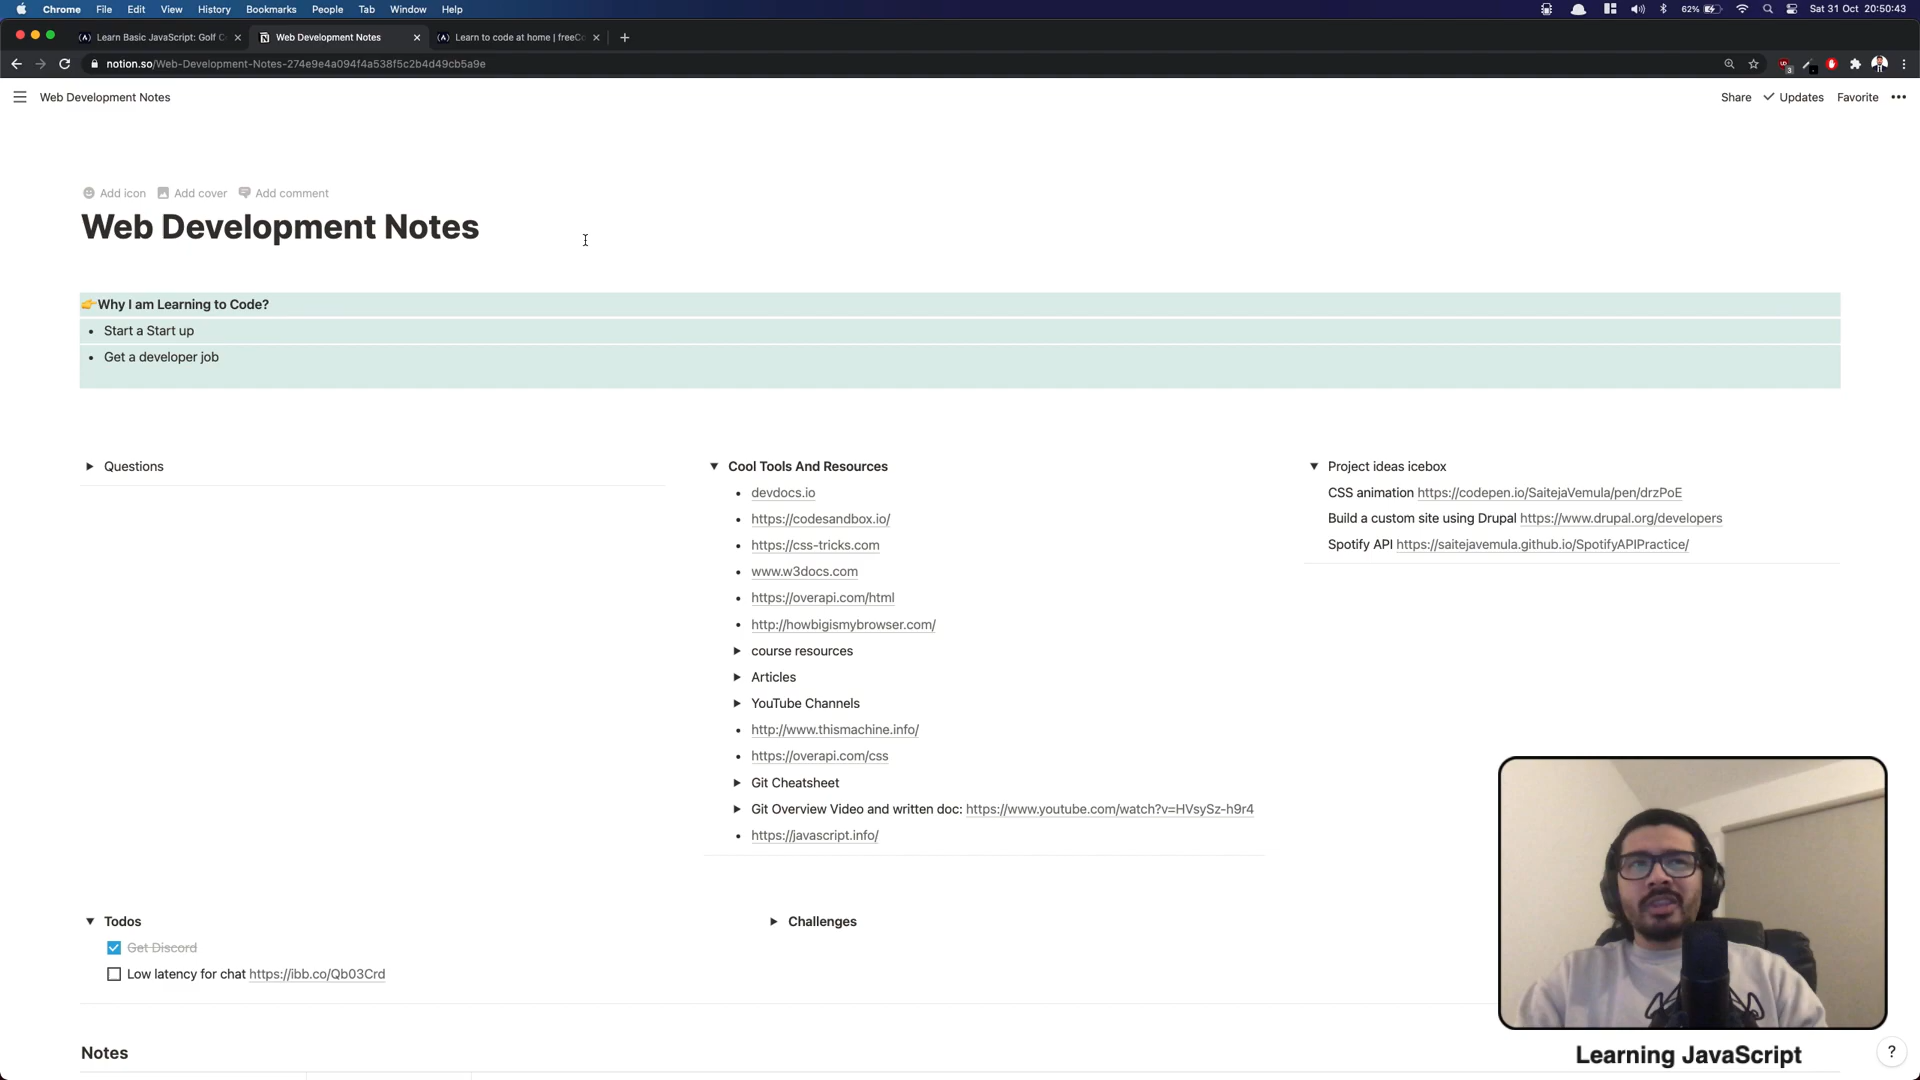 Chrome File Edit View History Bookmarks People Tab Window Help
62% Sat 31 Oct 20:50:43
Learn Basic JavaScript: Golf C
Web Development Notes
Learn to code at home | freeCo
notion.so/Web-Development-Notes-274e9e4a094f4a538f5c2b4d49cb5a9e
3
Web Development Notes
Share Updates Favorite
Add icon Add cover Add comment
Web Development Notes
👉Why I am Learning to Code?
• Start a Start up
• Get a developer job
Questions
Cool Tools And Resources
• devdocs.io
• https://codesandbox.io/
• https://css-tricks.com
• www.w3docs.com
• https://overapi.com/html
• http://howbigismybrowser.com/
course resources
Articles
YouTube Channels
• http://www.thismachine.info/
• https://overapi.com/css
Git Cheatsheet
Git Overview Video and written doc: https://www.youtube.com/watch?v=HVsySz-h9r4
• https://javascript.info/
Project ideas icebox
CSS animation https://codepen.io/SaitejaVemula/pen/drzPoE
Build a custom site using Drupal https://www.drupal.org/developers
Spotify API https://saitejavemula.github.io/SpotifyAPIPractice/
Todos
Get Discord
Low latency for chat https://ibb.co/Qb03Crd
Challenges
Notes
Learning JavaScript
?